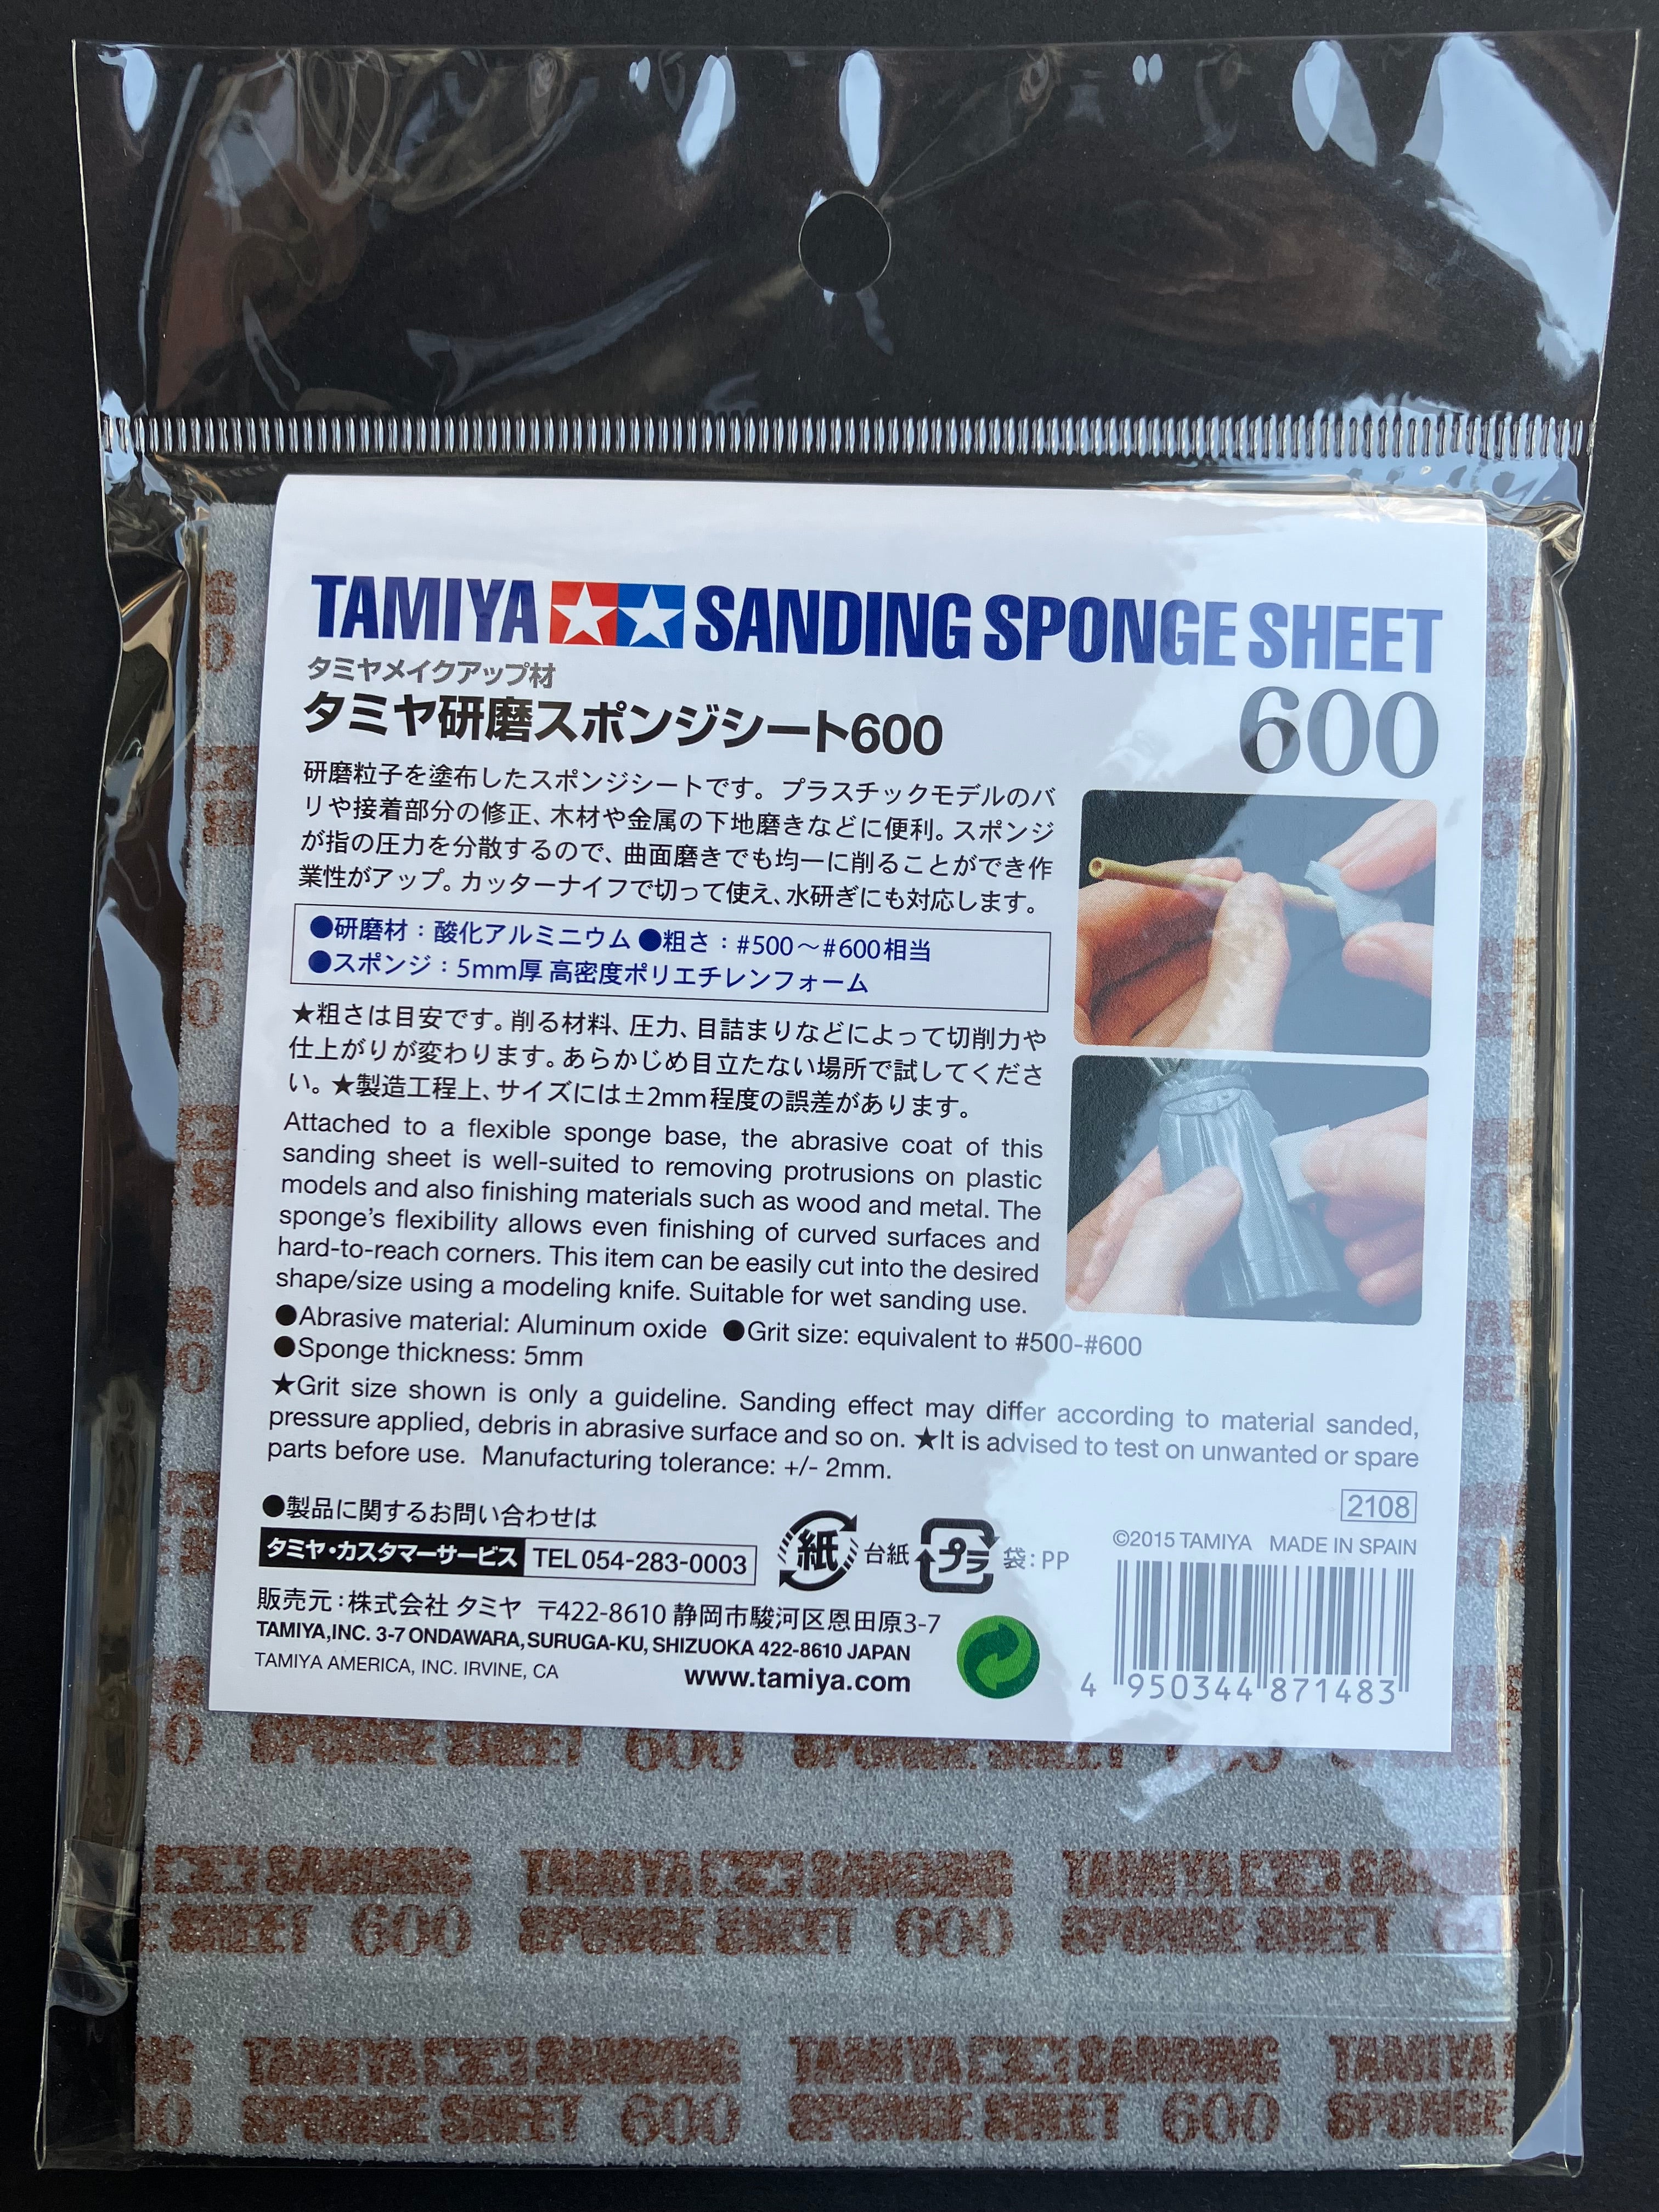 TAMIYA SANDING SPONGE SHEET
タミヤメイクアップ材
タミヤ研磨スポンジシート600
600
研磨粒子を塗布したスポンジシートです。プラスチックモデルのバ
リや接着部分の修正、木材や金属の下地磨きなどに便利。スポンジ
が指の圧力を分散するので、曲面磨きでも均一に削ることができ作
業性がアップ。カッターナイフで切って使え、水研ぎにも対応します。
●研磨材：酸化アルミニウム ●粗さ：#500～#600相当
●スポンジ：5mm厚 高密度ポリエチレンフォーム
★粗さは目安です。削る材料、圧力、目詰まりなどによって切削力や
仕上がりが変わります。あらかじめ目立たない場所で試してくださ
い。★製造工程上、サイズには±2mm程度の誤差があります。
Attached to a flexible sponge base, the abrasive coat of this
sanding sheet is well-suited to removing protrusions on plastic
models and also finishing materials such as wood and metal. The
sponge's flexibility allows even finishing of curved surfaces and
hard-to-reach corners. This item can be easily cut into the desired
shape/size using a modeling knife. Suitable for wet sanding use.
●Abrasive material: Aluminum oxide ●Grit size: equivalent to #500-#600
●Sponge thickness: 5mm
★Grit size shown is only a guideline. Sanding effect may differ according to material sanded,
pressure applied, debris in abrasive surface and so on. ★It is advised to test on unwanted or spare
parts before use. Manufacturing tolerance: +/- 2mm.
2108
●製品に関するお問い合わせは
タミヤ・カスタマーサービス TEL 054-283-0003
紙 台紙 プラ 袋：PP
©2015 TAMIYA MADE IN SPAIN
販売元：株式会社 タミヤ 〒422-8610 静岡市駿河区恩田原3-7
TAMIYA,INC. 3-7 ONDAWARA, SURUGA-KU, SHIZUOKA 422-8610 JAPAN
TAMIYA AMERICA, INC. IRVINE, CA
www.tamiya.com
4 950344 871483
SPONGE SHEET 600 SPONGE SHEET 600
SANDING TAMIYA SANDING TAMIYA
SHEET 600 SPONGE SHEET 600 SPONGE SHEET
TAMIYA SANDING TAMIYA SANDING TAMIYA
SPONGE SHEET 600 SPONGE SHEET 600 SPONGE